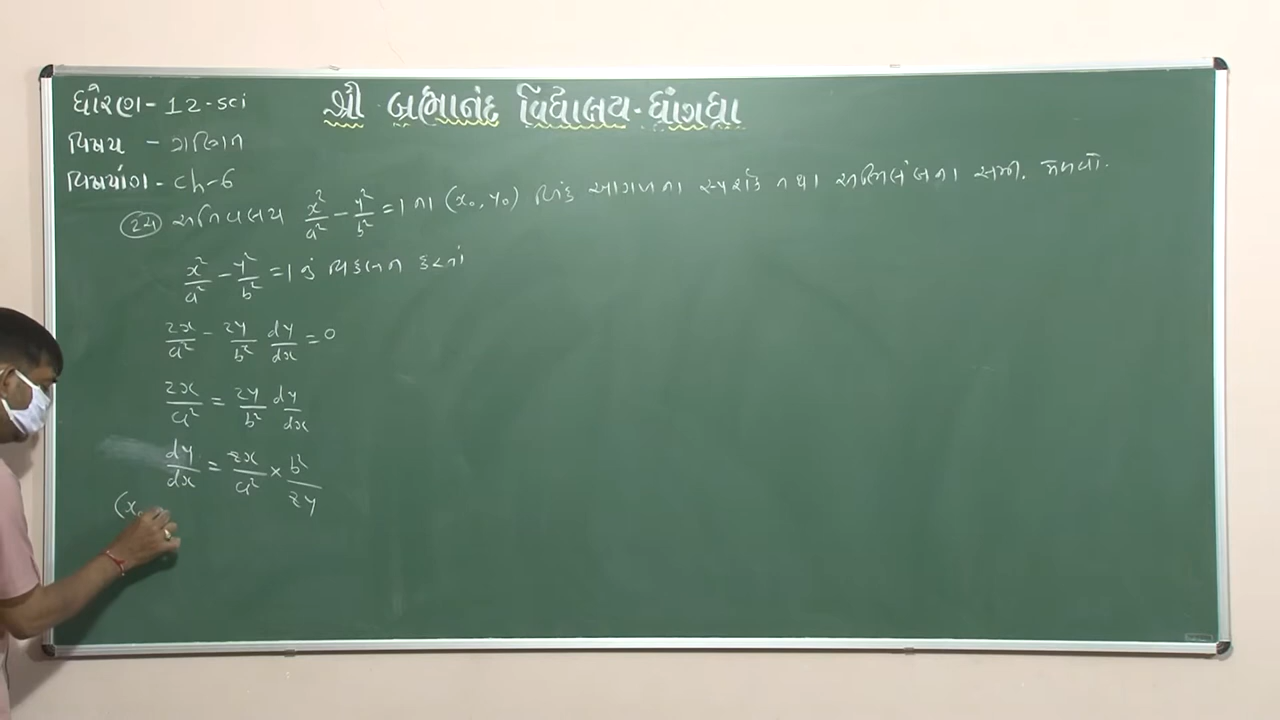 ધોરણ - 12-sci
શ્રી બ્રહ્માનંદ વિદ્યાલય - ધ્રાંગધ્રા
વિષય - ગણિત
વિષયાંગ - ch-6
(24) અતિવલય x²/a² - y²/b² = 1 ના (x₀, y₀) બિંદુ આગળના સ્પર્શક તથા અભિલંબના સમી. મેળવો.
x²/a² - y²/b² = 1 નું વિકલન કરતાં
2x/a² - 2y/b² dy/dx = 0
2x/a² = 2y/b² dy/dx
dy/dx = 2x/a² × b²/2y
(x₀